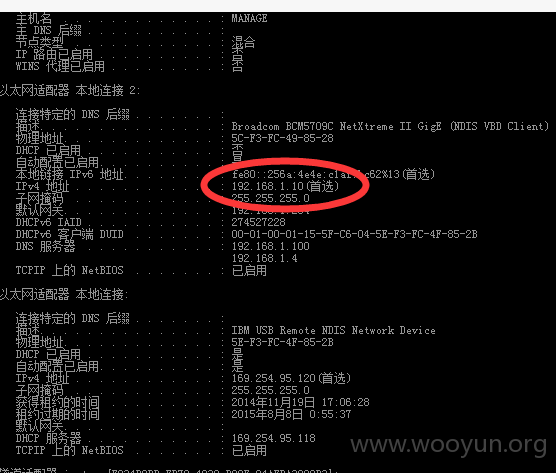 主机名 . . . . . . . . . . . . . : MANAGE
主 DNS 后缀 . . . . . . . . . . . :
节点类型 . . . . . . . . . . . . : 混合
IP 路由已启用 . . . . . . . . . . : 是
WINS 代理已启用 . . . . . . . . . : 否
以太网适配器 本地连接 2:
连接特定的 DNS 后缀 . . . . . . . :
描述. . . . . . . . . . . . . . . : Broadcom BCM5709C NetXtreme II GigE (NDIS VBD Client)
物理地址. . . . . . . . . . . . . : 5C-F3-FC-49-85-28
DHCP 已启用 . . . . . . . . . . . : 否
自动配置已启用. . . . . . . . . . : 是
本地链接 IPv6 地址. . . . . . . . : (首选)
IPv4 地址 . . . . . . . . . . . . : 192.168.1.10(首选)
子网掩码 . . . . . . . . . . . . : 255.255.255.0
默认网关. . . . . . . . . . . . . :
DHCPv6 IAID . . . . . . . . . . . : 274527228
DHCPv6 客户端 DUID . . . . . . . : 00-01-00-01-15-5F-C6-04-5E-F3-FC-4F-85-2B
DNS 服务器 . . . . . . . . . . . : 192.168.1.100
192.168.1.4
TCPIP 上的 NetBIOS . . . . . . . : 已启用
以太网适配器 本地连接:
连接特定的 DNS 后缀 . . . . . . . :
描述. . . . . . . . . . . . . . . : IBM USB Remote NDIS Network Device
物理地址. . . . . . . . . . . . . : 5E-F3-FC-4F-85-2B
DHCP 已启用 . . . . . . . . . . . : 是
自动配置已启用. . . . . . . . . . : 是
IPv4 地址 . . . . . . . . . . . . : 169.254.95.120(首选)
子网掩码 . . . . . . . . . . . . : 255.255.255.0
获得租约的时间 . . . . . . . . . : 2014年11月19日 17:06:28
租约过期的时间 . . . . . . . . . : 2015年8月8日 0:55:37
默认网关. . . . . . . . . . . . . :
DHCP 服务器 . . . . . . . . . . . : 169.254.95.118
TCPIP 上的 NetBIOS . . . . . . . : 已启用
www.wooyun.org